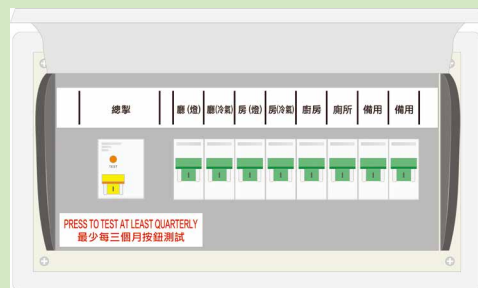 總掣 廳(燈) 廳(冷氣) 房(燈) 房(冷氣) 廚房 廁所 備用 備用
TEST
I I I I I I I I I
PRESS TO TEST AT LEAST QUARTERLY
最少每三個月按鈕測試